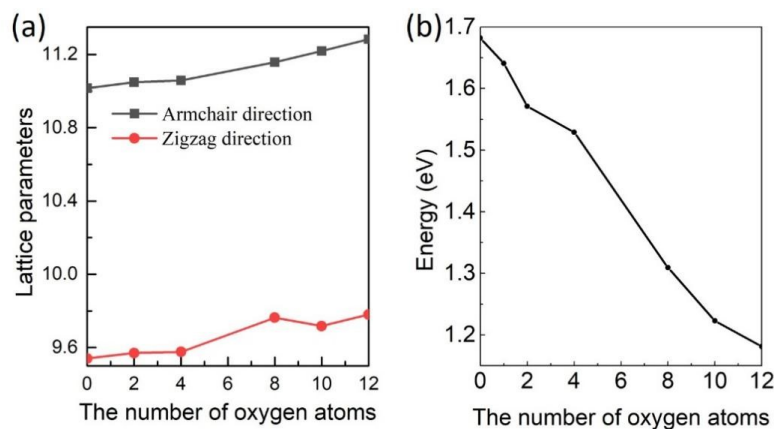 (a)
11.2
10.8
10.4
10.0
9.6
Lattice parameters
Armchair direction
Zigzag direction
0 2 4 6 8 10 12
The number of oxygen atoms
(b)
1.7
1.6
1.5
1.4
1.3
1.2
Energy (eV)
0 2 4 6 8 10 12
The number of oxygen atoms